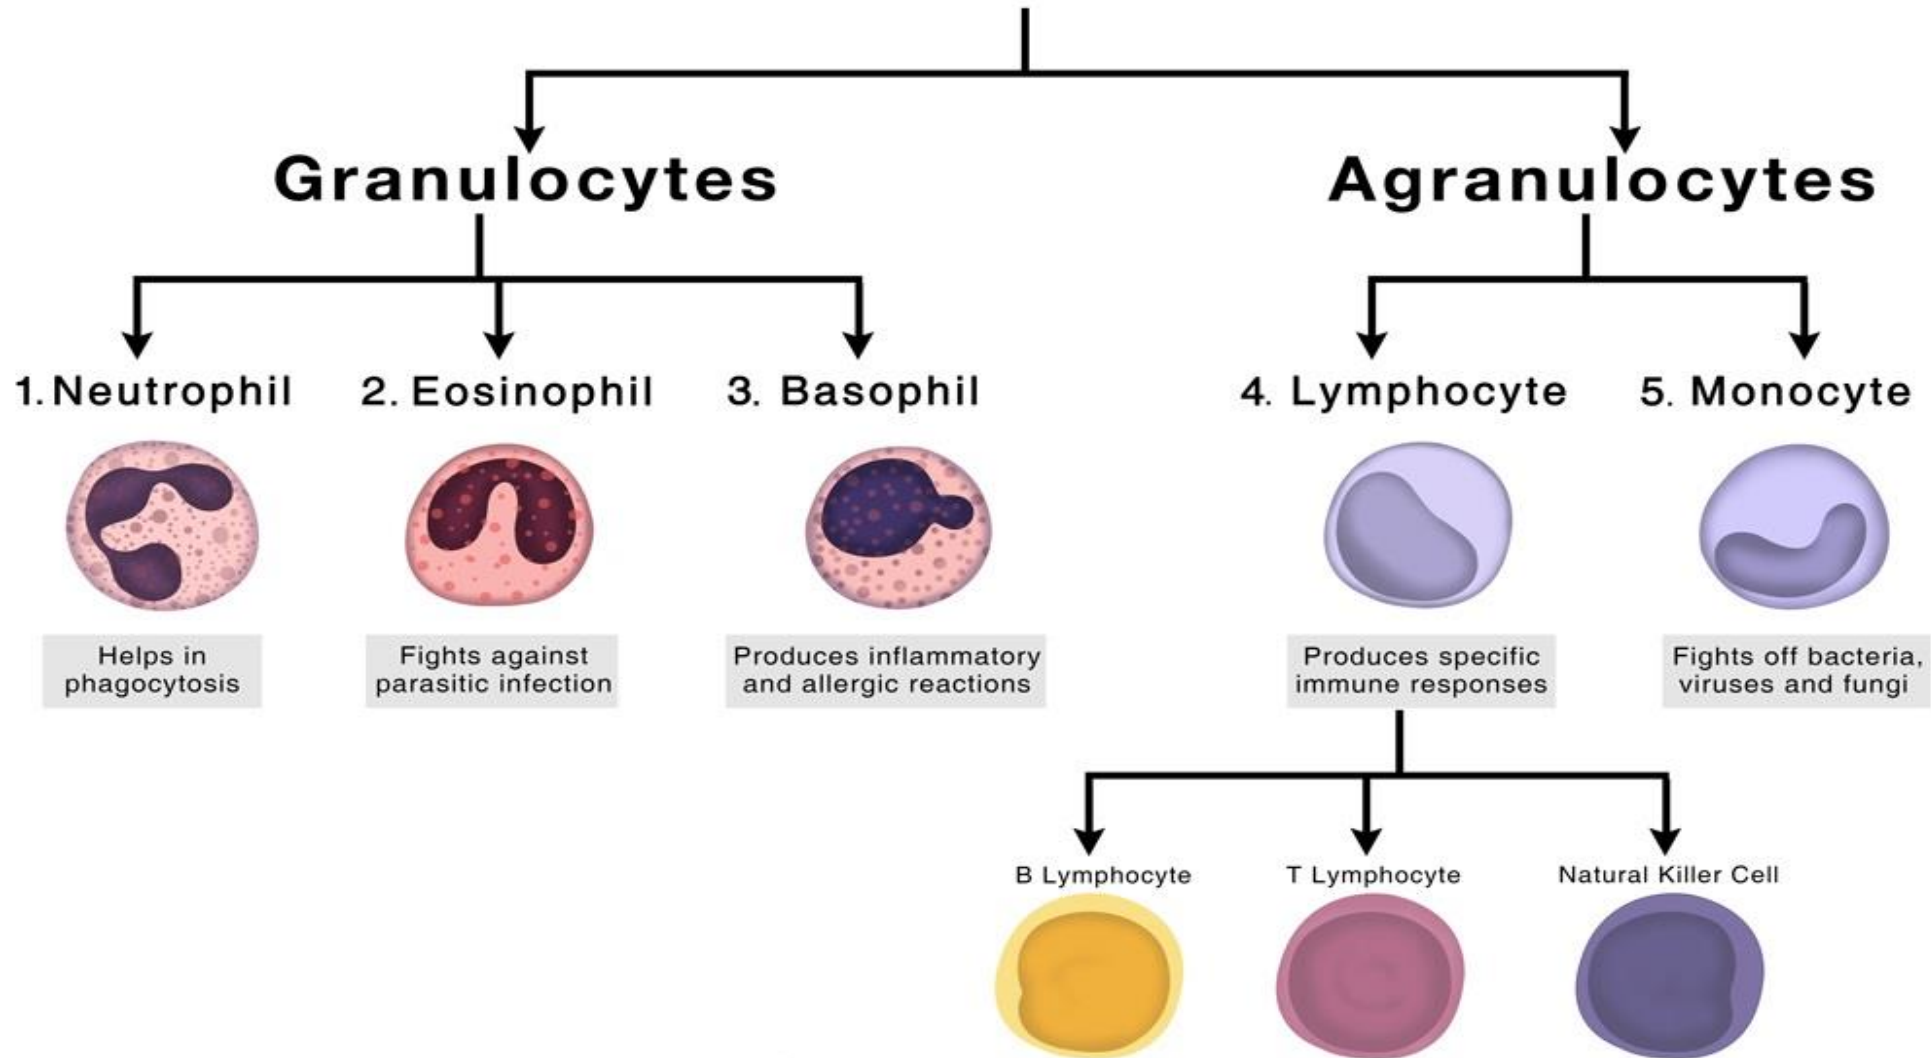 Granulocytes
Agranulocytes
1. Neutrophil
2. Eosinophil
3. Basophil
4. Lymphocyte
5. Monocyte
Helps in
phagocytosis
Fights against
parasitic infection
Produces inflammatory
and allergic reactions
Produces specific
immune responses
Fights off bacteria,
viruses and fungi
B Lymphocyte
T Lymphocyte
Natural Killer Cell